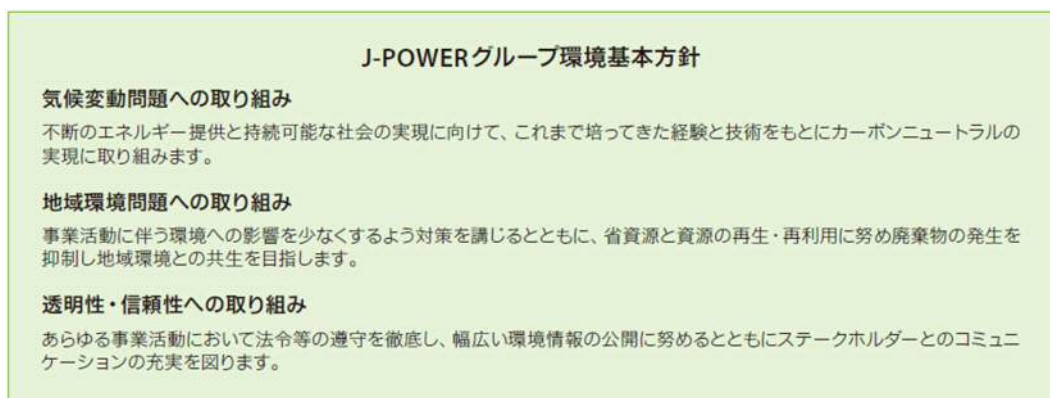 J-POWERグループ環境基本方針
気候変動問題への取り組み
不断のエネルギー提供と持続可能な社会の実現に向けて、これまで培ってきた経験と技術をもとにカーボンニュートラルの
実現に取り組みます。
地域環境問題への取り組み
事業活動に伴う環境への影響を少なくするよう対策を講じるとともに、省資源と資源の再生・再利用に努め廃棄物の発生を
抑制し地域環境との共生を目指します。
透明性・信頼性への取り組み
あらゆる事業活動において法令等の遵守を徹底し、幅広い環境情報の公開に努めるとともにステークホルダーとのコミュニ
ケーションの充実を図ります。